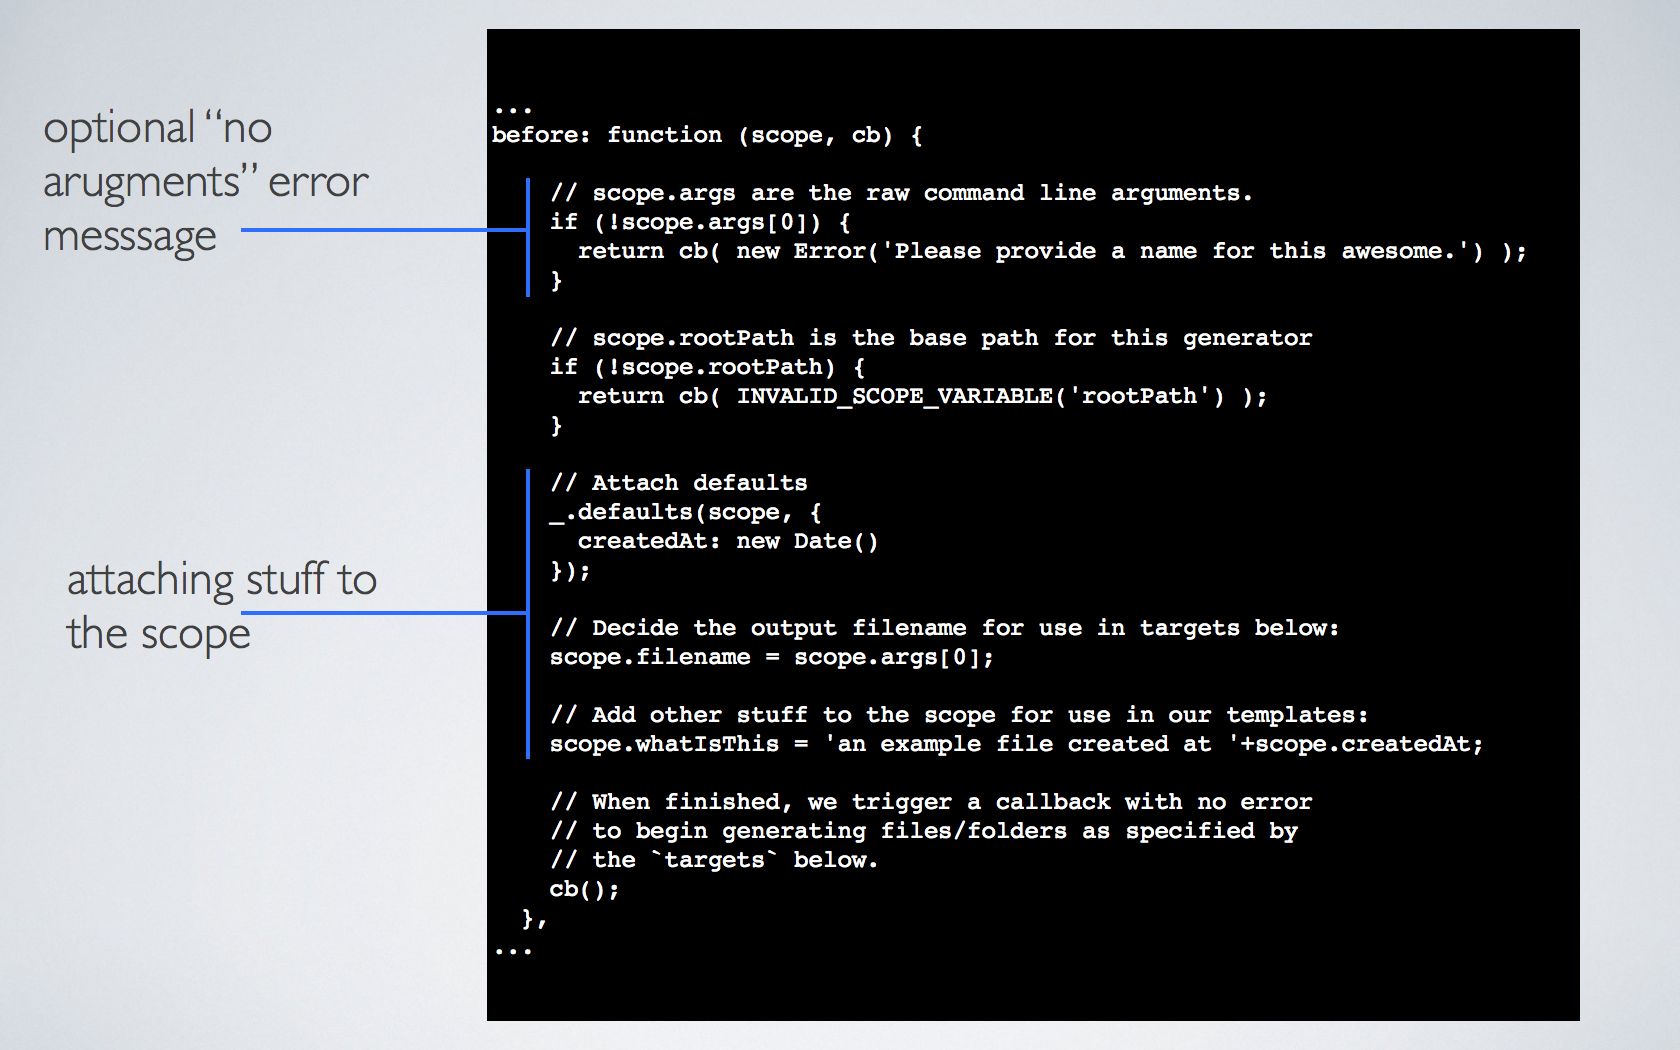 optional “no
arugments” error
messsage
attaching stuff to
the scope
...
before: function (scope, cb) {
// scope.args are the raw command line arguments.
if (!scope.args[0]) {
return cb( new Error('Please provide a name for this awesome.') );
}
// scope.rootPath is the base path for this generator
if (!scope.rootPath) {
return cb( INVALID_SCOPE_VARIABLE('rootPath') );
}
// Attach defaults
_.defaults(scope, {
createdAt: new Date()
});
// Decide the output filename for use in targets below:
scope.filename = scope.args[0];
// Add other stuff to the scope for use in our templates:
scope.whatIsThis = 'an example file created at '+scope.createdAt;
// When finished, we trigger a callback with no error
// to begin generating files/folders as specified by
// the `targets` below.
cb();
},
...